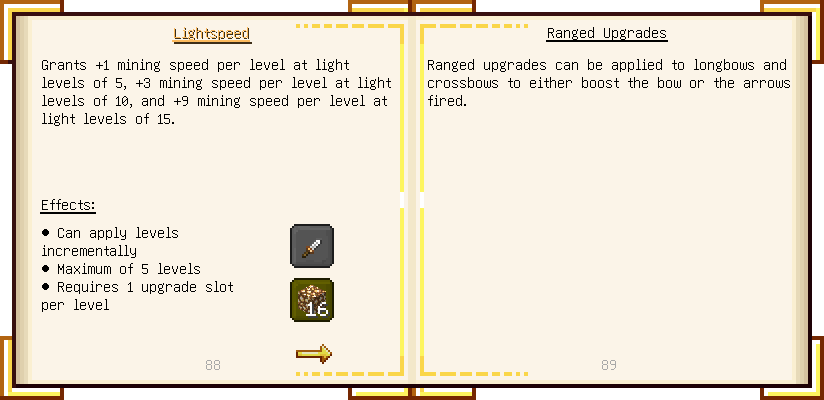 Lightspeed
Grants +1 mining speed per level at light
levels of 5, +3 mining speed per level at light
levels of 10, and +9 mining speed per level at
light levels of 15.
Effects:
• Can apply levels
incrementally
• Maximum of 5 levels
• Requires 1 upgrade slot
per level
16
88
Ranged Upgrades
Ranged upgrades can be applied to longbows and
crossbows to either boost the bow or the arrows
fired.
89